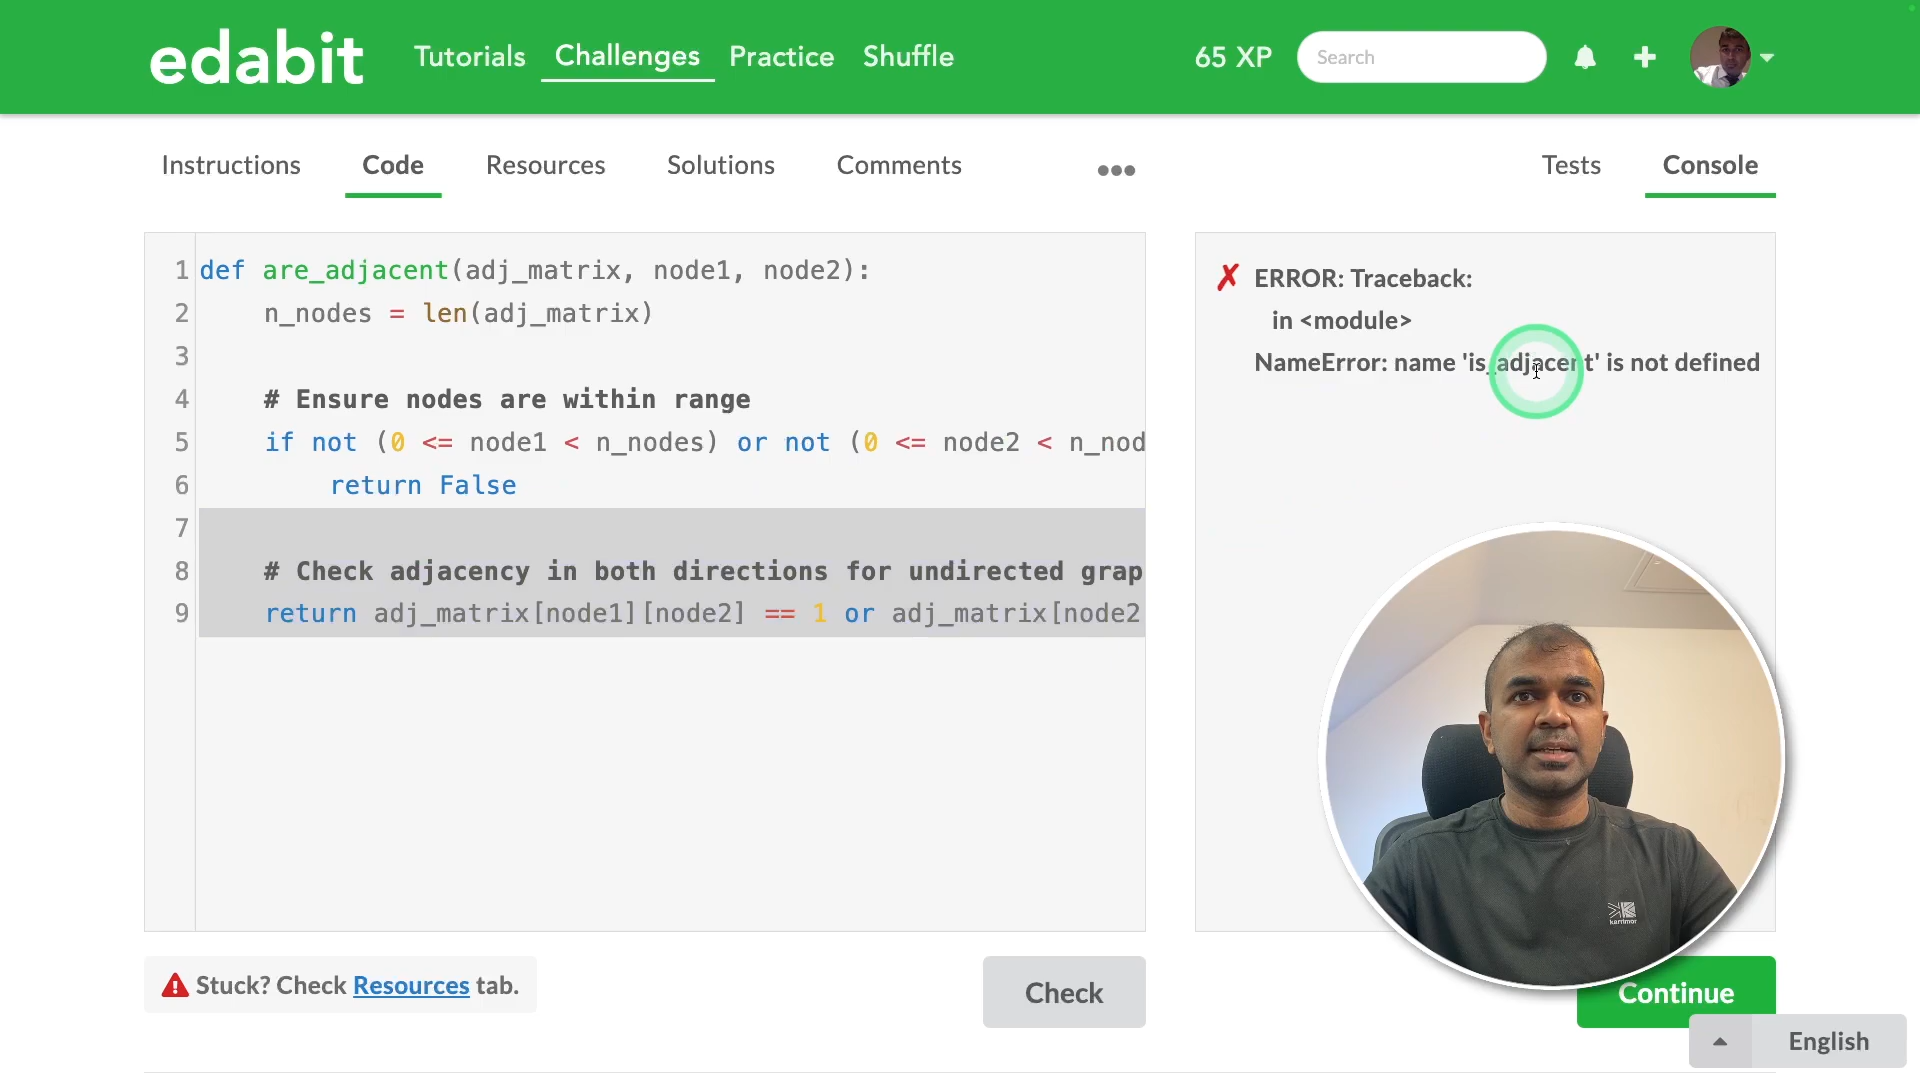 edabit
Tutorials Challenges Practice Shuffle
65 XP
Search
Instructions Code Resources Solutions Comments
Tests Console
1 def are_adjacent(adj_matrix, node1, node2):
2 n_nodes = len(adj_matrix)
3
4 # Ensure nodes are within range
5 if not (0 <= node1 < n_nodes) or not (0 <= node2 < n_nod
6 return False
7
8 # Check adjacency in both directions for undirected grap
9 return adj_matrix[node1][node2] == 1 or adj_matrix[node2
✗ ERROR: Traceback:
in <module>
NameError: name 'is_adjacent' is not defined
karrimor
Stuck? Check Resources tab.
Check
Continue
English